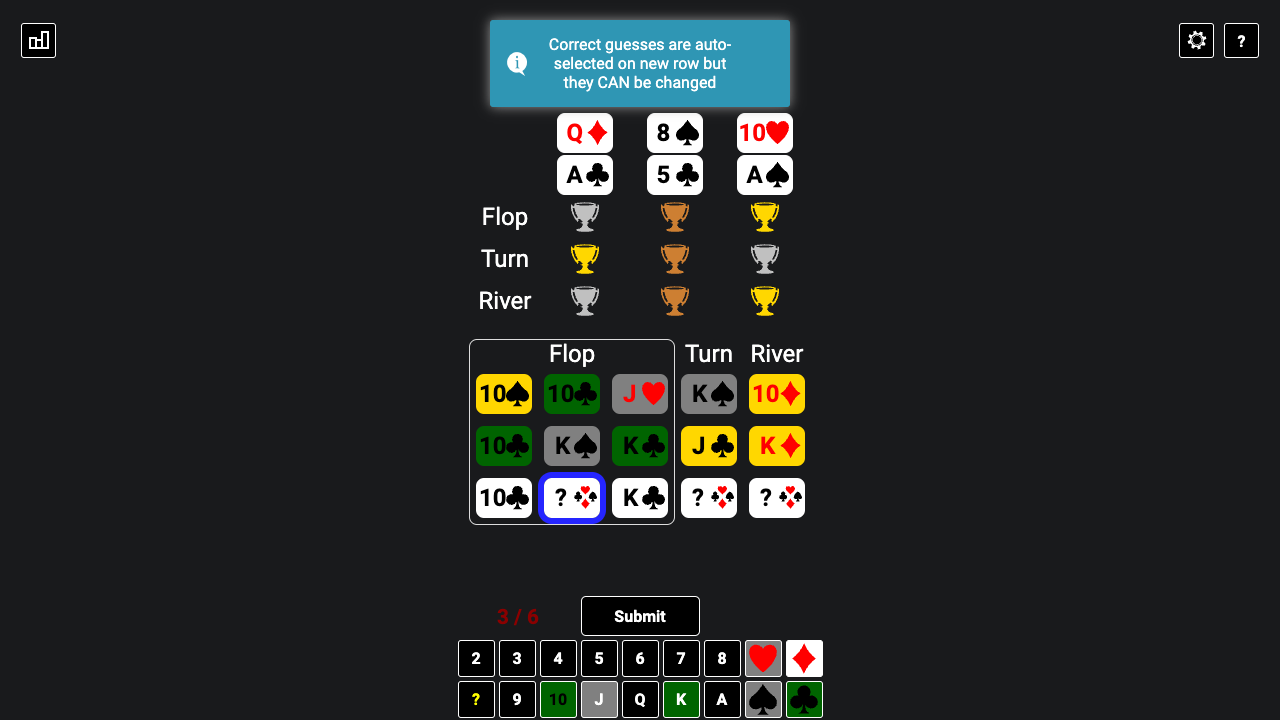 Correct guesses are auto-
selected on new row but
they CAN be changed
?
Q 8 10
A 5 A
Flop
Turn
River
Flop Turn River
10 10 J K 10
10 K K J K
10 ? K ? ?
3 / 6 Submit
2 3 4 5 6 7 8
? 9 10 J Q K A